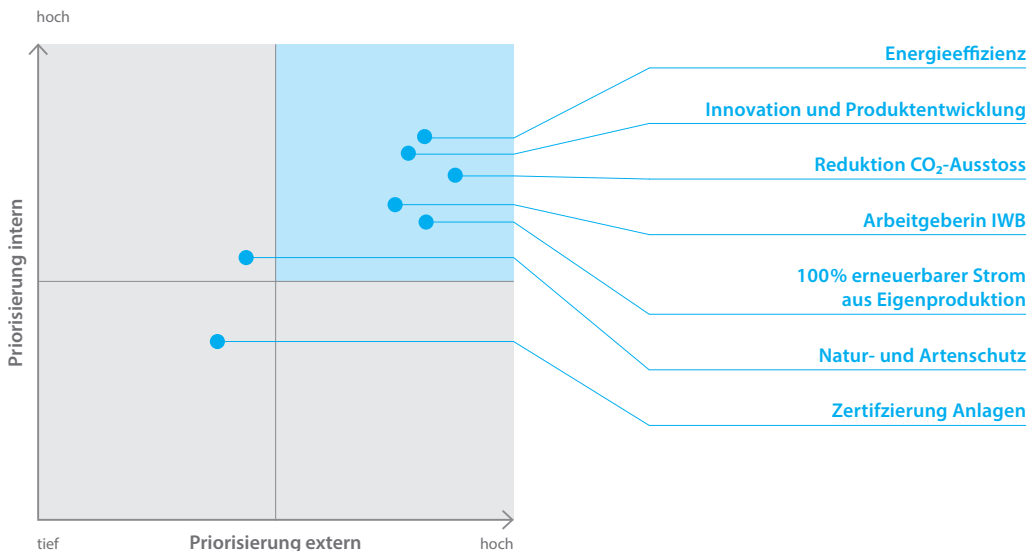 hoch
Energieeffizienz
Innovation und Produktentwicklung
Reduktion CO₂-Ausstoss
Arbeitgeberin IWB
100% erneuerbarer Strom
aus Eigenproduktion
Natur- und Artenschutz
Zertifzierung Anlagen
Priorisierung intern
tief
Priorisierung extern
hoch